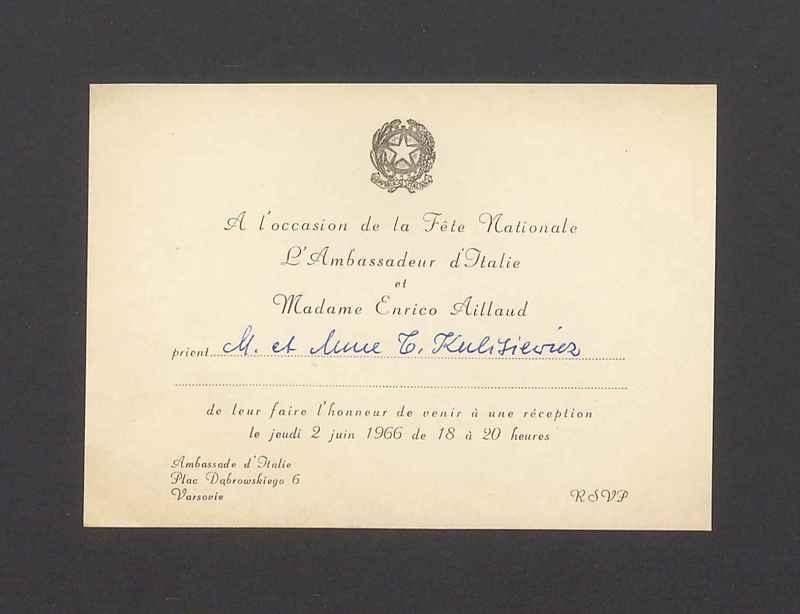 A l'occasion de la Fête Nationale
L'Ambassadeur d'Italie
et
Madame Enrico Aillaud
prient M. et Mme T. Kulisiewicz
de leur faire l'honneur de venir à une réception
le jeudi 2 juin 1966 de 18 à 20 heures
Ambassade d'Italie
Plac Dąbrowskiego 6
Varsovie
RSVP